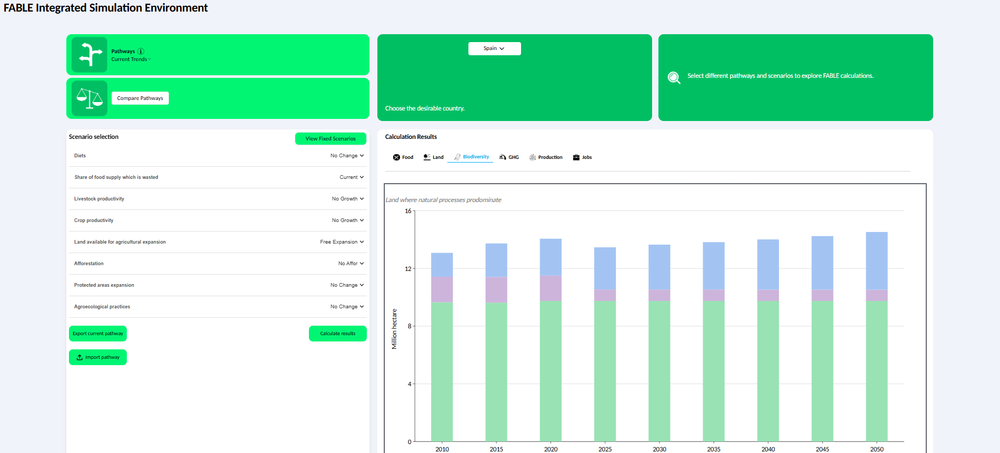 FABLE Integrated Simulation Environment
Pathways
Current Trends
Compare Pathways
Spain
Choose the desirable country.
Select different pathways and scenarios to explore FABLE calculations.
Scenario selection
View Fixed Scenarios
Diets
No Change
Share of food supply which is wasted
Current
Livestock productivity
No Growth
Crop productivity
No Growth
Land available for agricultural expansion
Free Expansion
Afforestation
No Affor
Protected areas expansion
No Change
Agroecological practices
No Change
Export current pathway
Calculate results
Import pathway
Calculation Results
Food Land Biodiversity GHG Production Jobs
Land where natural processes prodominate
16
12
8
4
0
Million hectare
2010 2015 2020 2025 2030 2035 2040 2045 2050